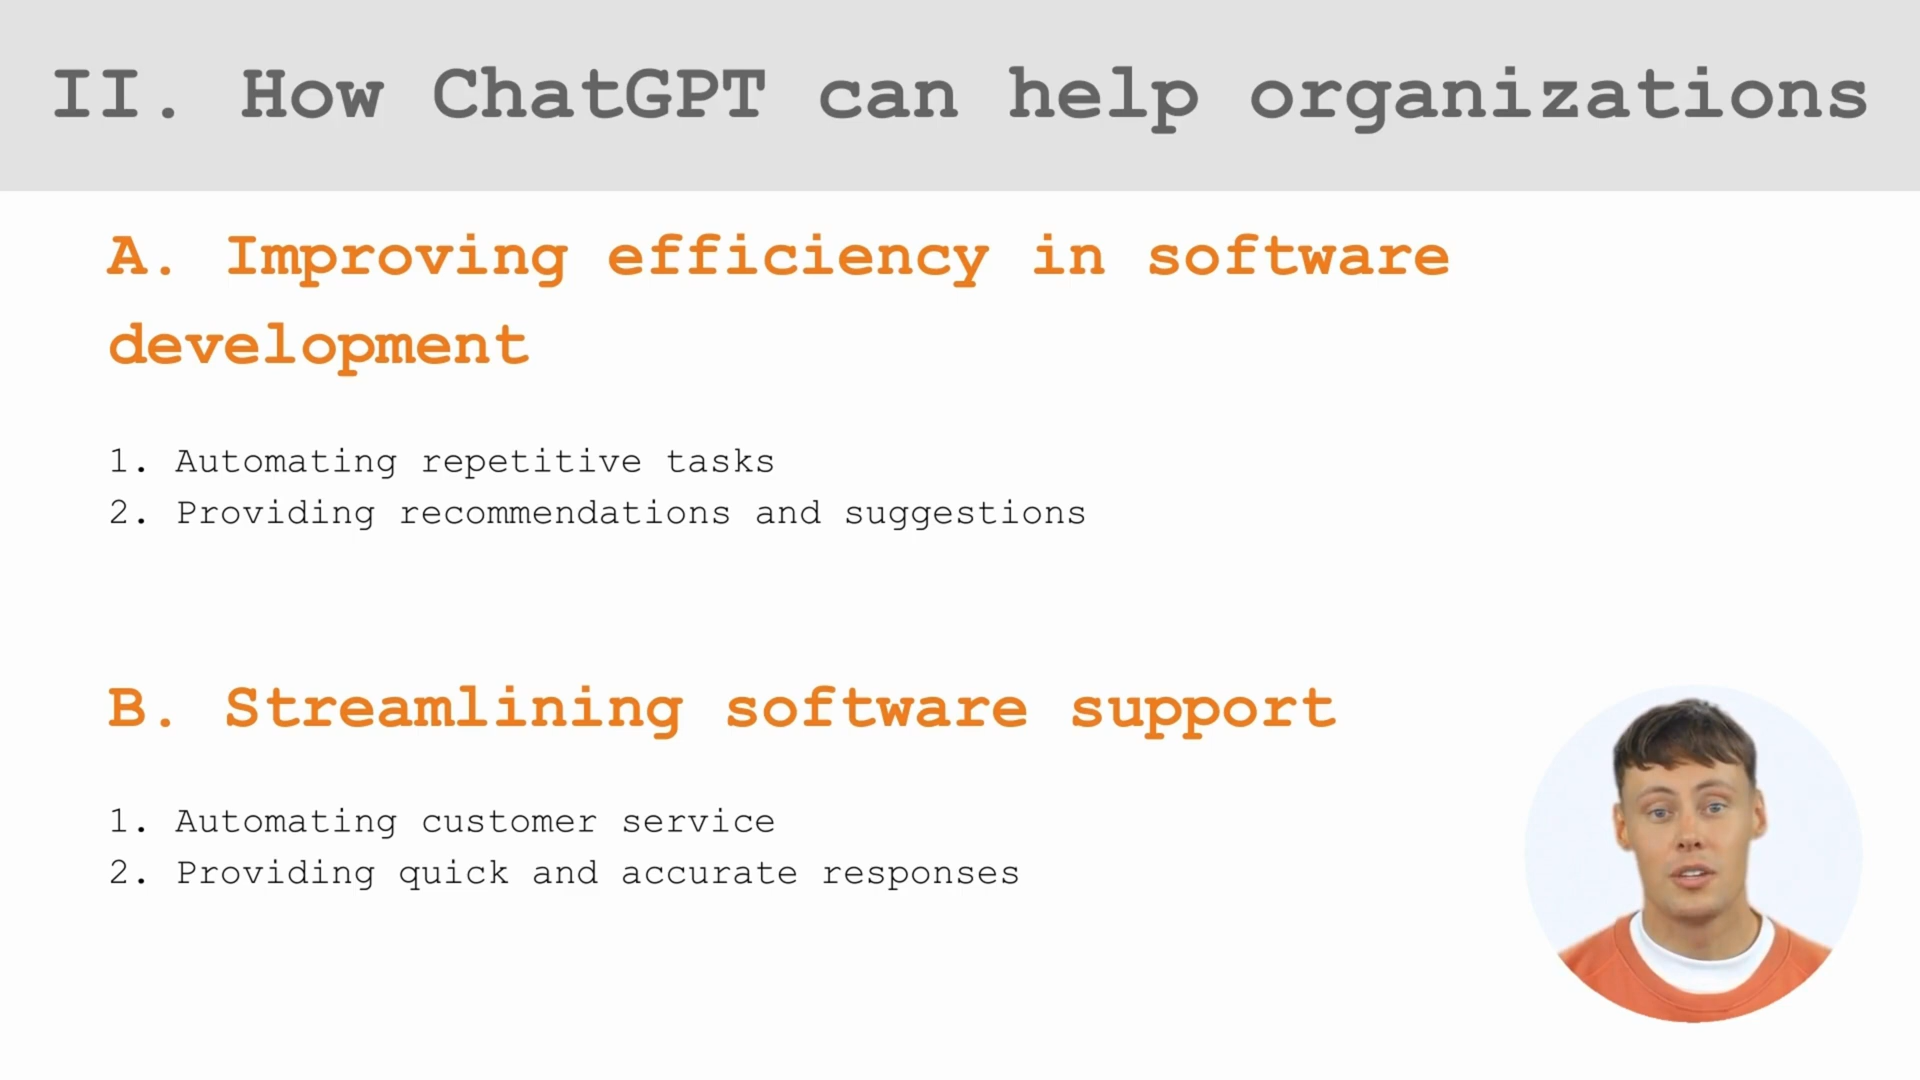 II. How ChatGPT can help organizations
A. Improving efficiency in software
development
1. Automating repetitive tasks
2. Providing recommendations and suggestions
B. Streamlining software support
1. Automating customer service
2. Providing quick and accurate responses